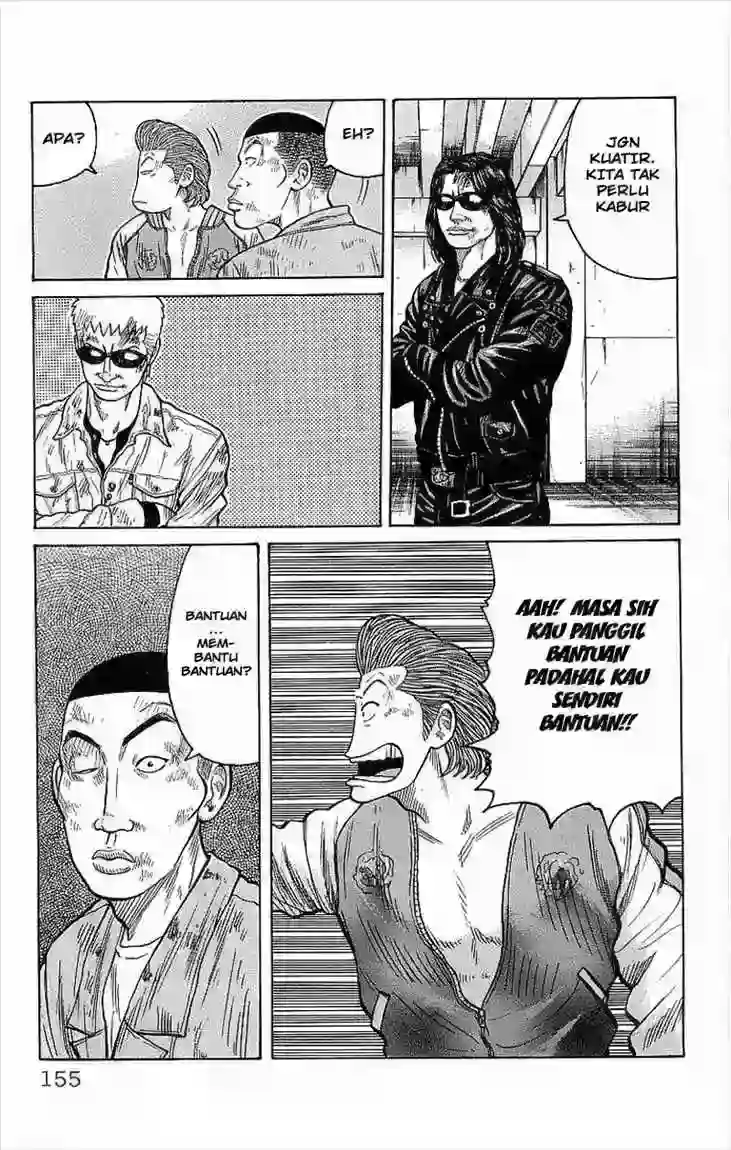 JGN
KUATIR.
KITA TAK
PERLU
KABUR
EH?
APA?
AAH! MASA SIH
KAU PANGGIL
BANTUAN
PADAHAL KAU
SENDIRI
BANTUAN!!
BANTUAN
...
MEM-
BANTU
BANTUAN?
155